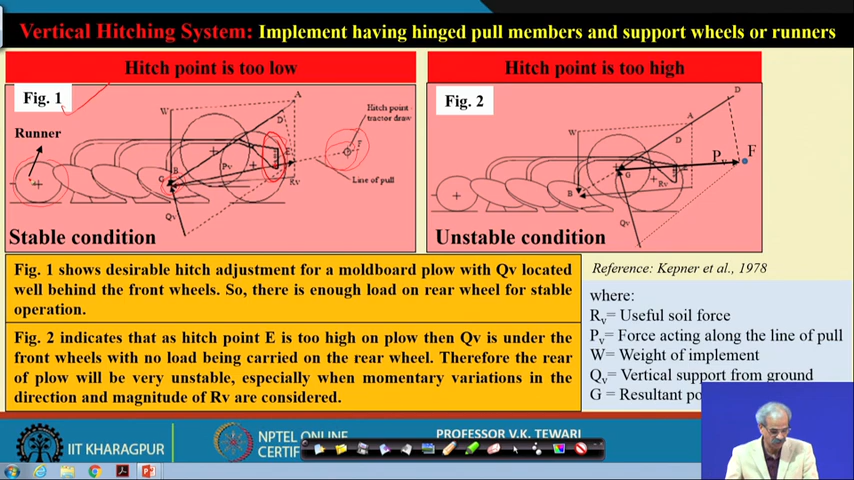 Vertical Hitching System: Implement having hinged pull members and support wheels or runners
Hitch point is too low
Hitch point is too high
Fig. 1
Runner
W
A
D
B
G
Pv
E
Rv
Qv
F
Hitch point
tractor draw
Line of pull
Stable condition
Fig. 2
D
A
W
D
G
B
Rv
Qv
Pv
F
Unstable condition
Fig. 1 shows desirable hitch adjustment for a moldboard plow with Qv located
well behind the front wheels. So, there is enough load on rear wheel for stable
operation.
Fig. 2 indicates that as hitch point E is too high on plow then Qv is under the
front wheels with no load being carried on the rear wheel. Therefore the rear
of plow will be very unstable, especially when momentary variations in the
direction and magnitude of Rv are considered.
Reference: Kepner et al., 1978
where:
Rv= Useful soil force
Pv= Force acting along the line of pull
W= Weight of implement
Qv= Vertical support from ground
G = Resultant po
IIT KHARAGPUR
NPTEL ONLINE
CERTIF
PROFESSOR V.K. TEWARI